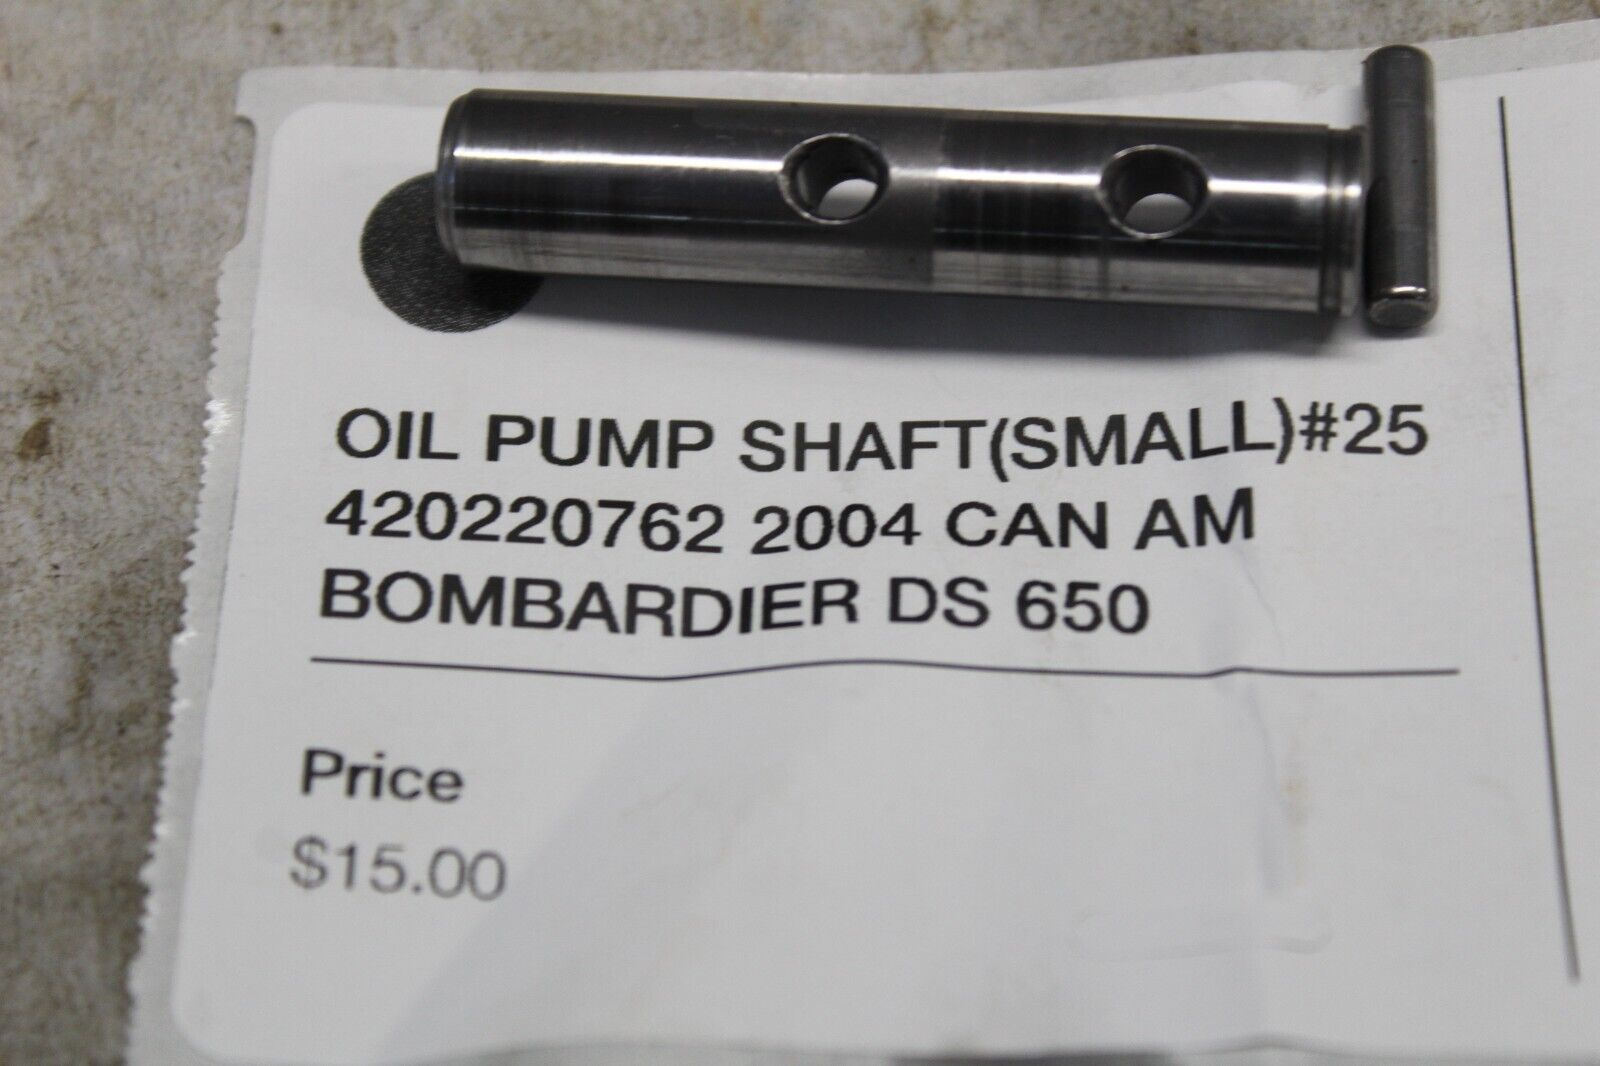 OIL PUMP SHAFT(SMALL)#25
420220762 2004 CAN AM
BOMBARDIER DS 650
Price
$15.00